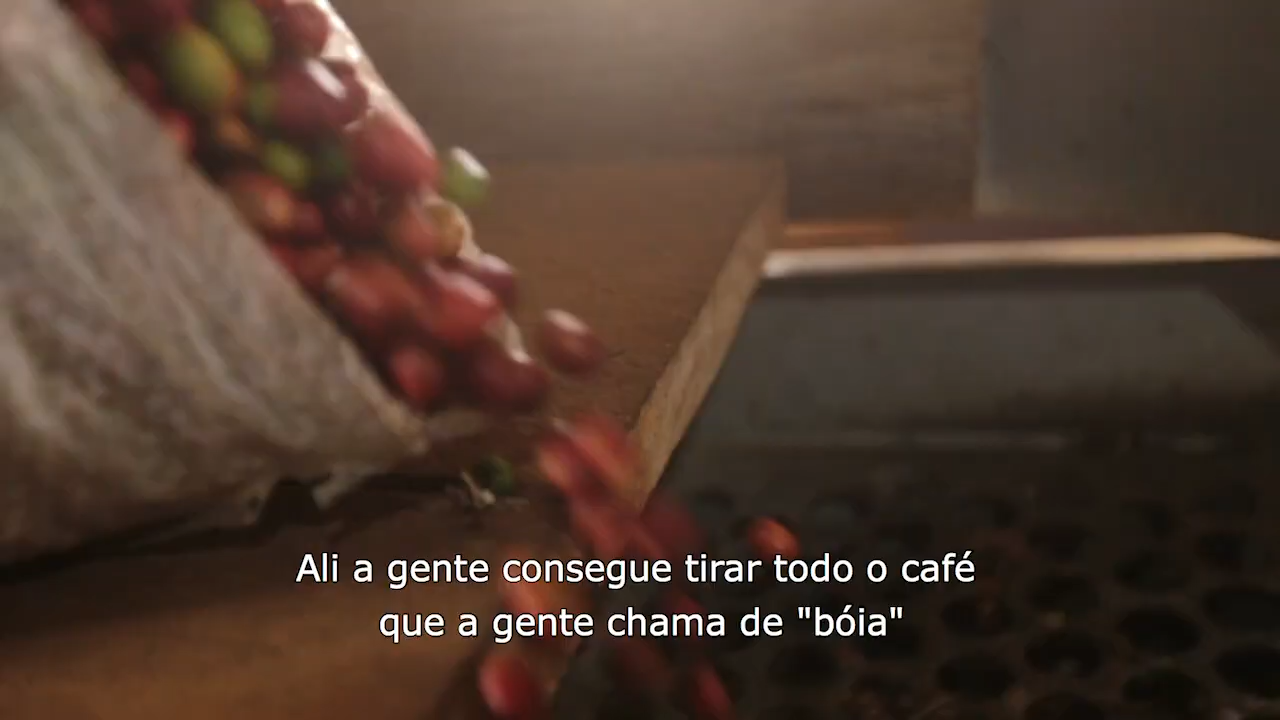 Ali a gente consegue tirar todo o café
que a gente chama de "bóia"